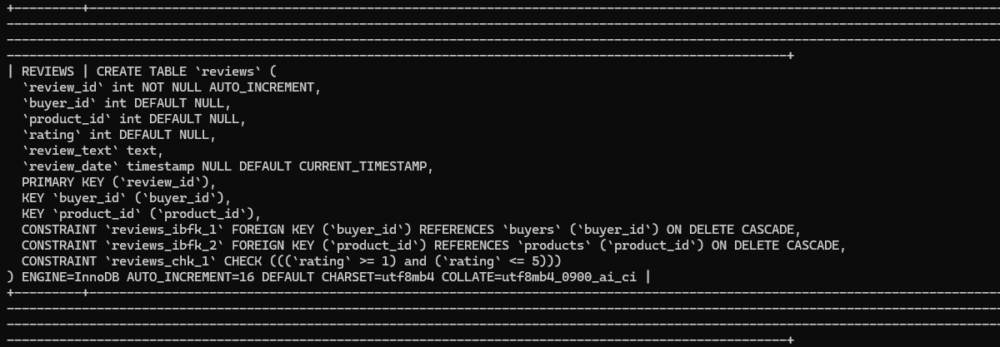 | REVIEWS | CREATE TABLE `reviews` (
  `review_id` int NOT NULL AUTO_INCREMENT,
  `buyer_id` int DEFAULT NULL,
  `product_id` int DEFAULT NULL,
  `rating` int DEFAULT NULL,
  `review_text` text,
  `review_date` timestamp NULL DEFAULT CURRENT_TIMESTAMP,
  PRIMARY KEY (`review_id`),
  KEY `buyer_id` (`buyer_id`),
  KEY `product_id` (`product_id`),
  CONSTRAINT `reviews_ibfk_1` FOREIGN KEY (`buyer_id`) REFERENCES `buyers` (`buyer_id`) ON DELETE CASCADE,
  CONSTRAINT `reviews_ibfk_2` FOREIGN KEY (`product_id`) REFERENCES `products` (`product_id`) ON DELETE CASCADE,
  CONSTRAINT `reviews_chk_1` CHECK (((`rating` >= 1) and (`rating` <= 5)))
) ENGINE=InnoDB AUTO_INCREMENT=16 DEFAULT CHARSET=utf8mb4 COLLATE=utf8mb4_0900_ai_ci |